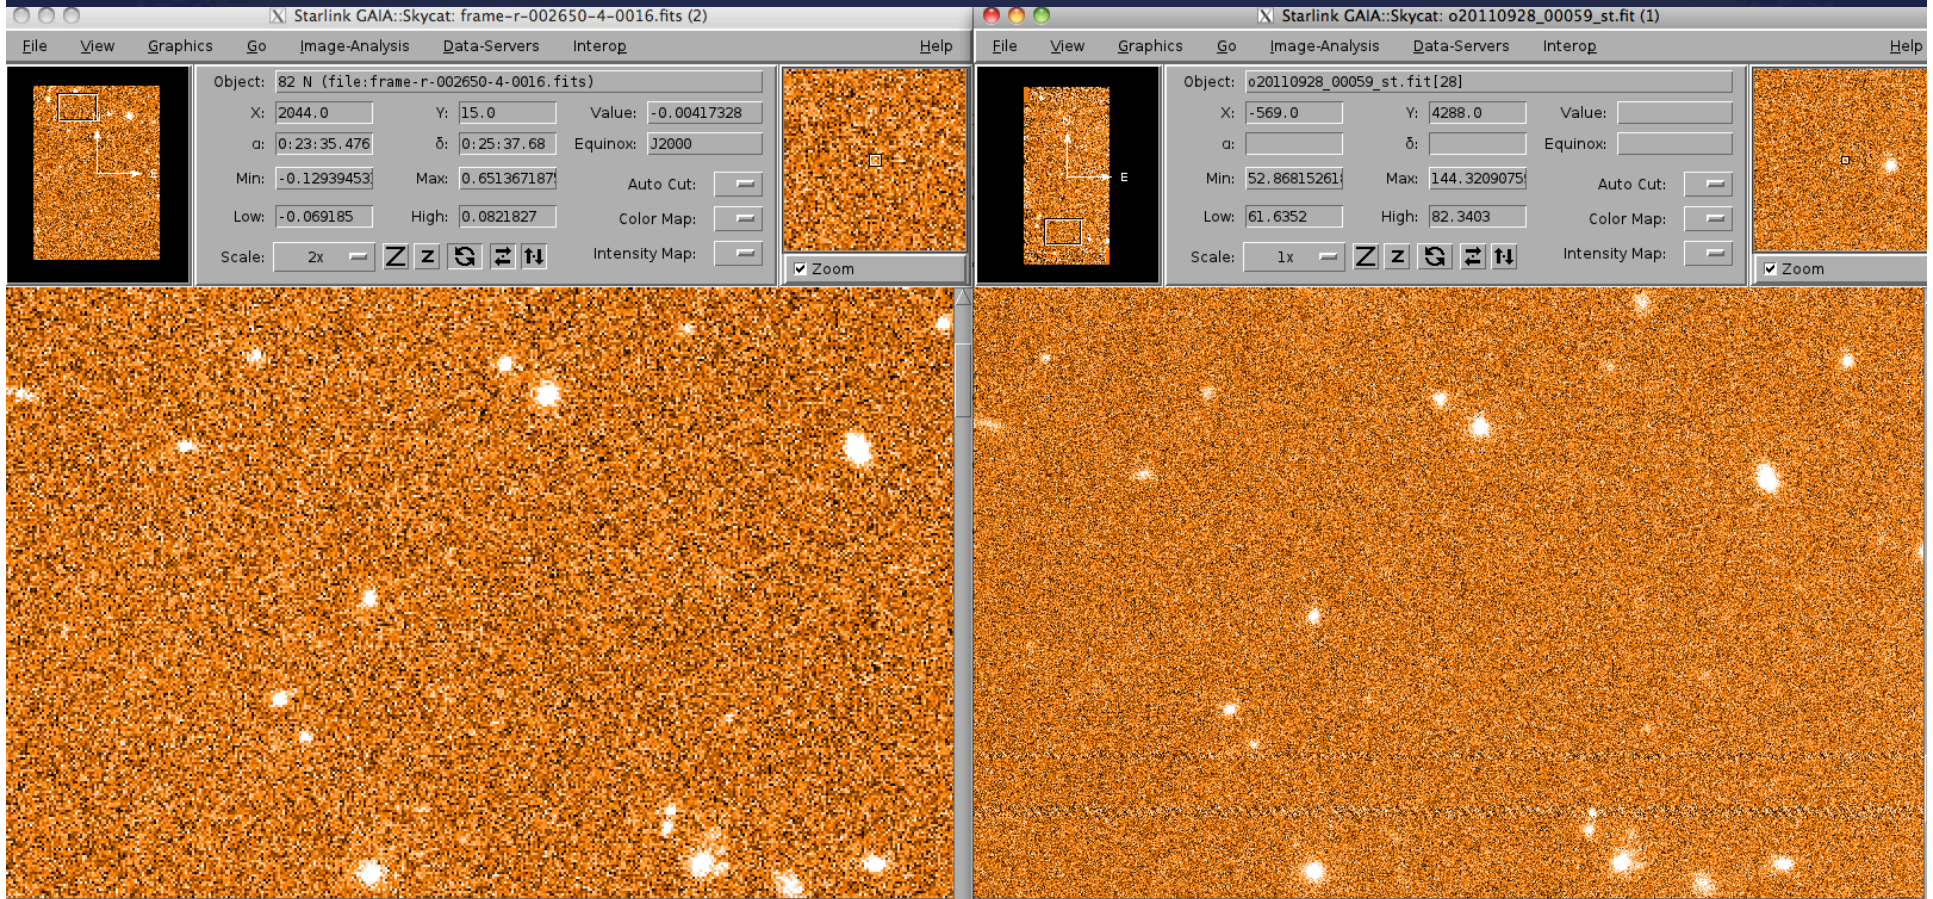 Starlink GAIA::Skycat: frame-r-002650-4-0016.fits (2)
File View Graphics Go Image-Analysis Data-Servers Interop Help
Object: 82 N (file:frame-r-002650-4-0016.fits)
X: 2044.0 Y: 15.0 Value: -0.00417328
α: 0:23:35.476 δ: 0:25:37.68 Equinox: J2000
Min: -0.12939453 Max: 0.651367187 Auto Cut:
Low: -0.069185 High: 0.0821827 Color Map:
Scale: 2x Z z Intensity Map:
Zoom
E
Starlink GAIA::Skycat: o20110928_00059_st.fit (1)
File View Graphics Go Image-Analysis Data-Servers Interop Help
Object: o20110928_00059_st.fit[28]
X: -569.0 Y: 4288.0 Value:
α: δ: Equinox:
Min: 52.86815261 Max: 144.3209075 Auto Cut:
Low: 61.6352 High: 82.3403 Color Map:
Scale: 1x Z z Intensity Map:
Zoom
N
E